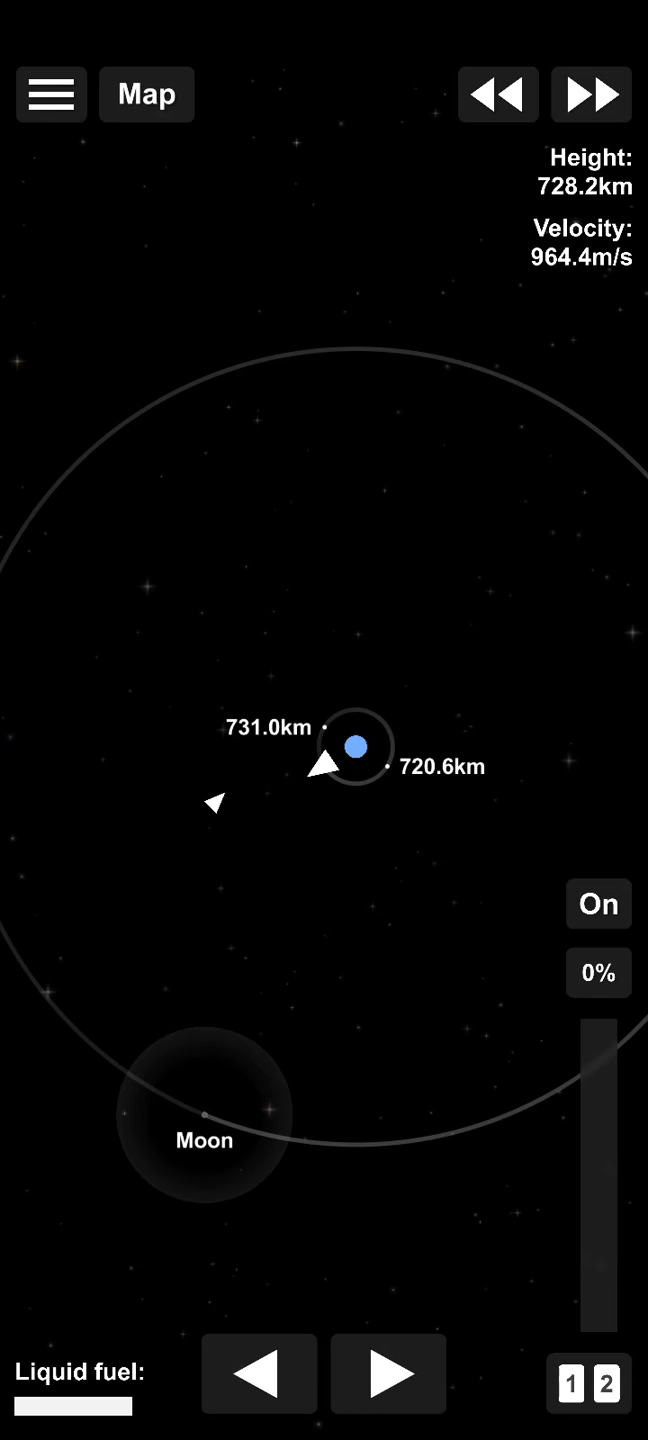 Map
Height:
728.2km
Velocity:
964.4m/s
731.0km
720.6km
On
0%
Moon
Liquid fuel:
1 2